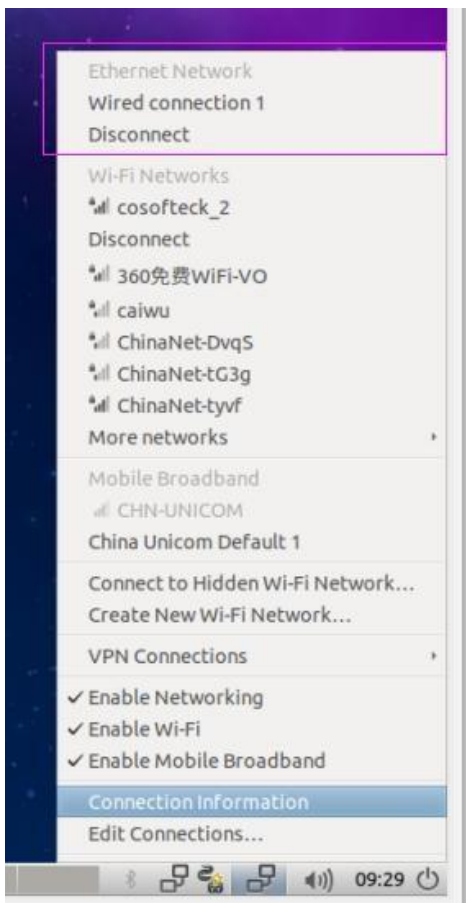 Ethernet Network
Wired connection 1
Disconnect
Wi-Fi Networks
cosofteck_2
Disconnect
360免费WiFi-VO
caiwu
ChinaNet-DvqS
ChinaNet-tG3g
ChinaNet-tyvf
More networks
Mobile Broadband
CHN-UNICOM
China Unicom Default 1
Connect to Hidden Wi-Fi Network...
Create New Wi-Fi Network...
VPN Connections
Enable Networking
Enable Wi-Fi
Enable Mobile Broadband
Connection Information
Edit Connections...
09:29